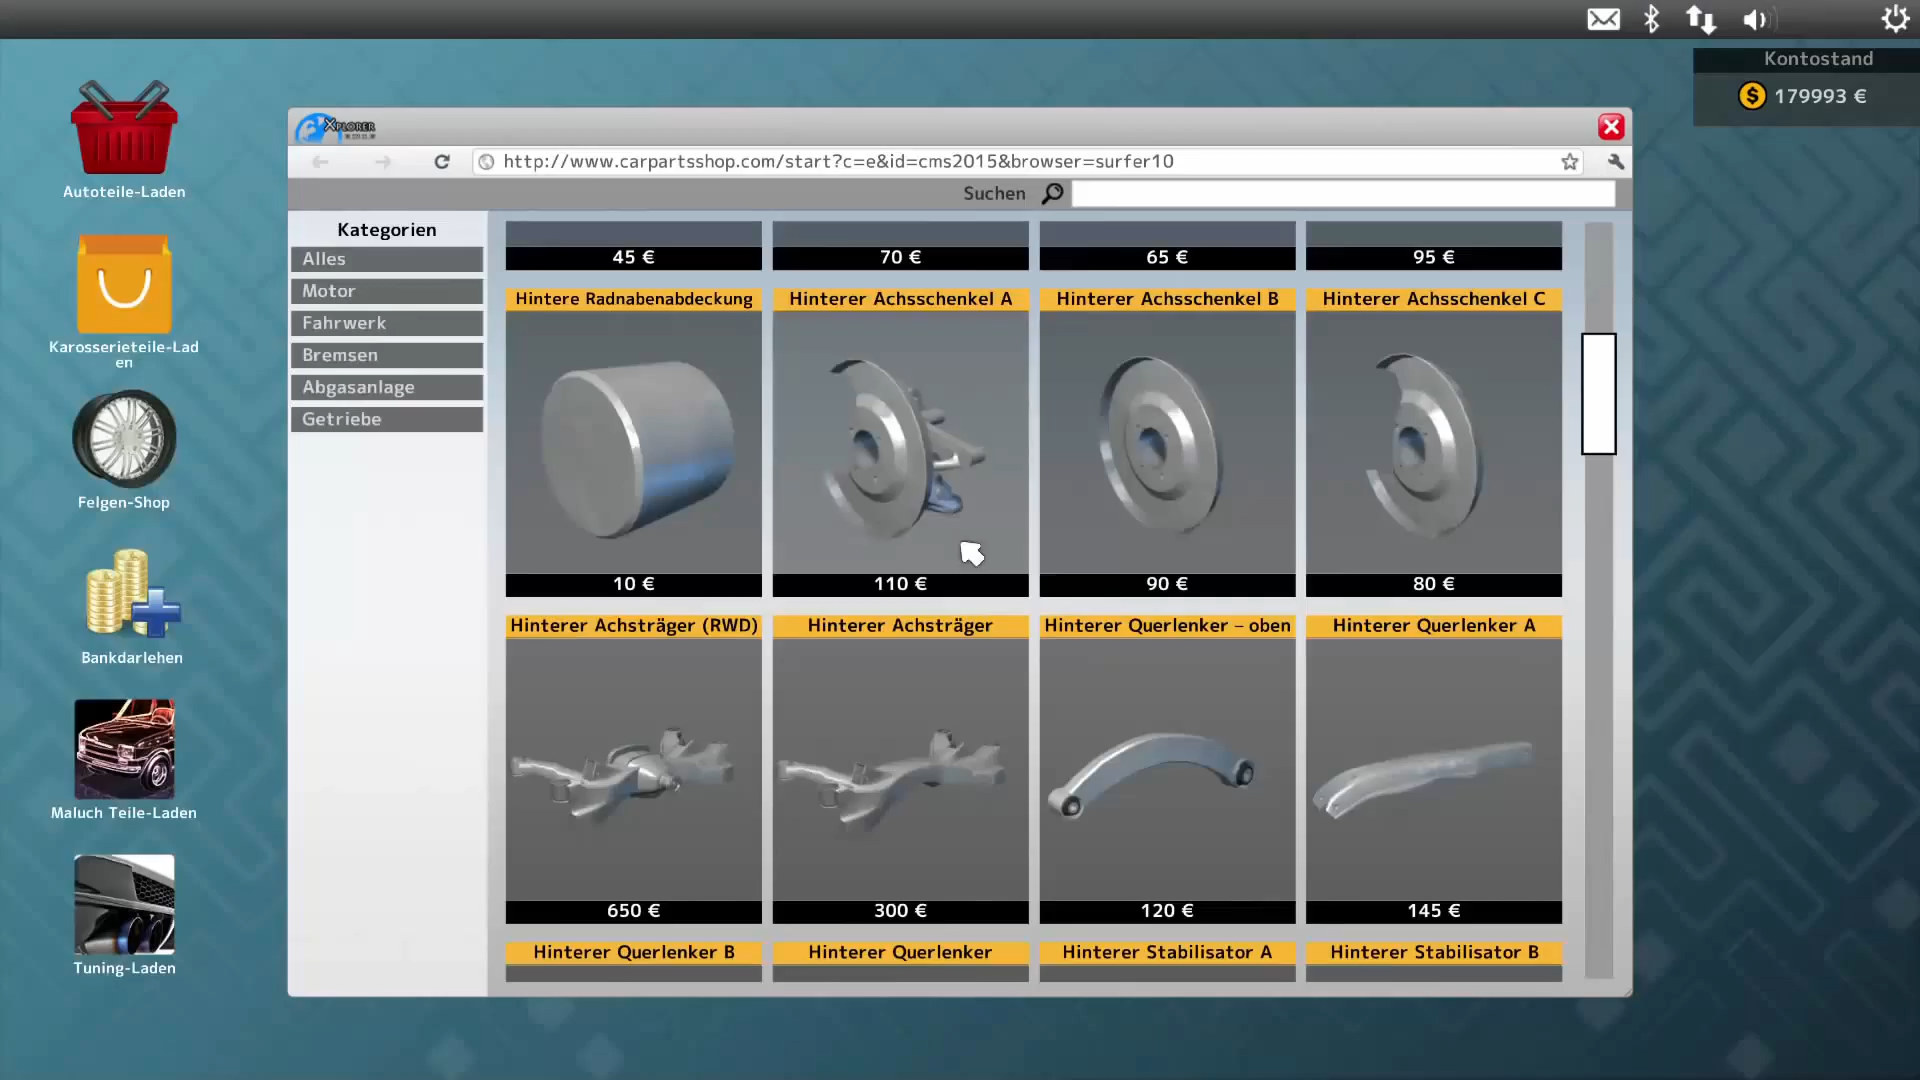 Kontostand
179993 €
Autoteile-Laden
Karosserieteile-Lad
en
Felgen-Shop
Bankdarlehen
Maluch Teile-Laden
Tuning-Laden
XPLORER
http://www.carpartsshop.com/start?c=e&id=cms2015&browser=surfer10
Suchen
Kategorien
Alles
Motor
Fahrwerk
Bremsen
Abgasanlage
Getriebe
45 €
70 €
65 €
95 €
Hintere Radnabenabdeckung
Hinterer Achsschenkel A
Hinterer Achsschenkel B
Hinterer Achsschenkel C
10 €
110 €
90 €
80 €
Hinterer Achsträger (RWD)
Hinterer Achsträger
Hinterer Querlenker – oben
Hinterer Querlenker A
650 €
300 €
120 €
145 €
Hinterer Querlenker B
Hinterer Querlenker
Hinterer Stabilisator A
Hinterer Stabilisator B